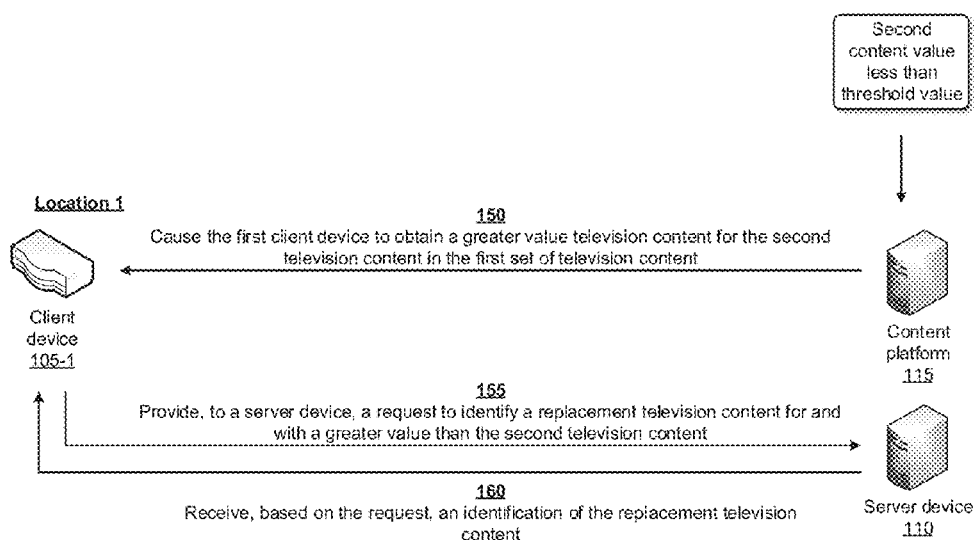 Second
content value
less than
threshold value
Location 1
150
Cause the first client device to obtain a greater value television content for the second
television content in the first set of television content
Client
device
105-1
Content
platform
115
155
Provide, to a server device, a request to identify a replacement television content for and
with a greater value than the second television content
160
Receive, based on the request, an identification of the replacement television
content
Server device
110